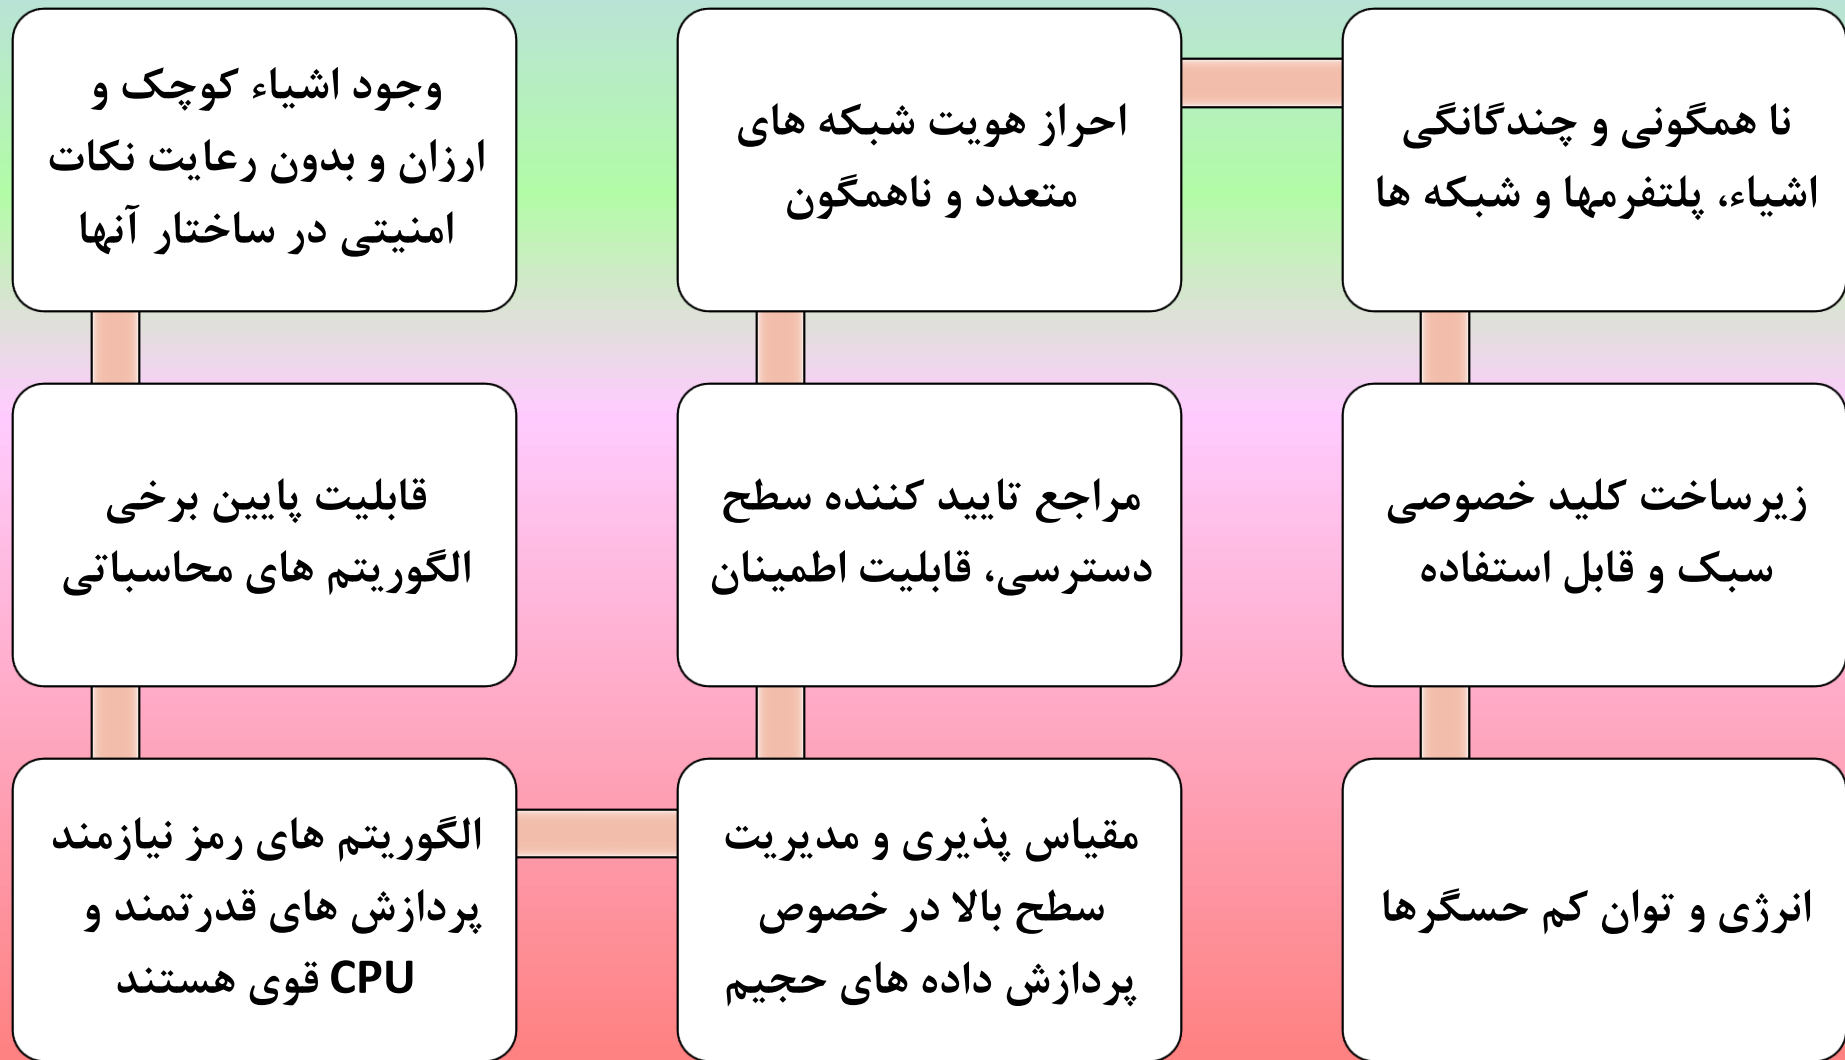 نا همگونی و چندگانگی
اشیاء، پلتفرمها و شبکه ها
احراز هویت شبکه های
متعدد و ناهمگون
وجود اشیاء کوچک و
ارزان و بدون رعایت نکات
امنیتی در ساختار آنها
زیرساخت کلید خصوصی
سبک و قابل استفاده
مراجع تایید کننده سطح
دسترسی، قابلیت اطمینان
قابلیت پایین برخی
الگوریتم های محاسباتی
انرژی و توان کم حسگرها
مقیاس پذیری و مدیریت
سطح بالا در خصوص
پردازش داده های حجیم
الگوریتم های رمز نیازمند
پردازش های قدرتمند و
CPU قوی هستند